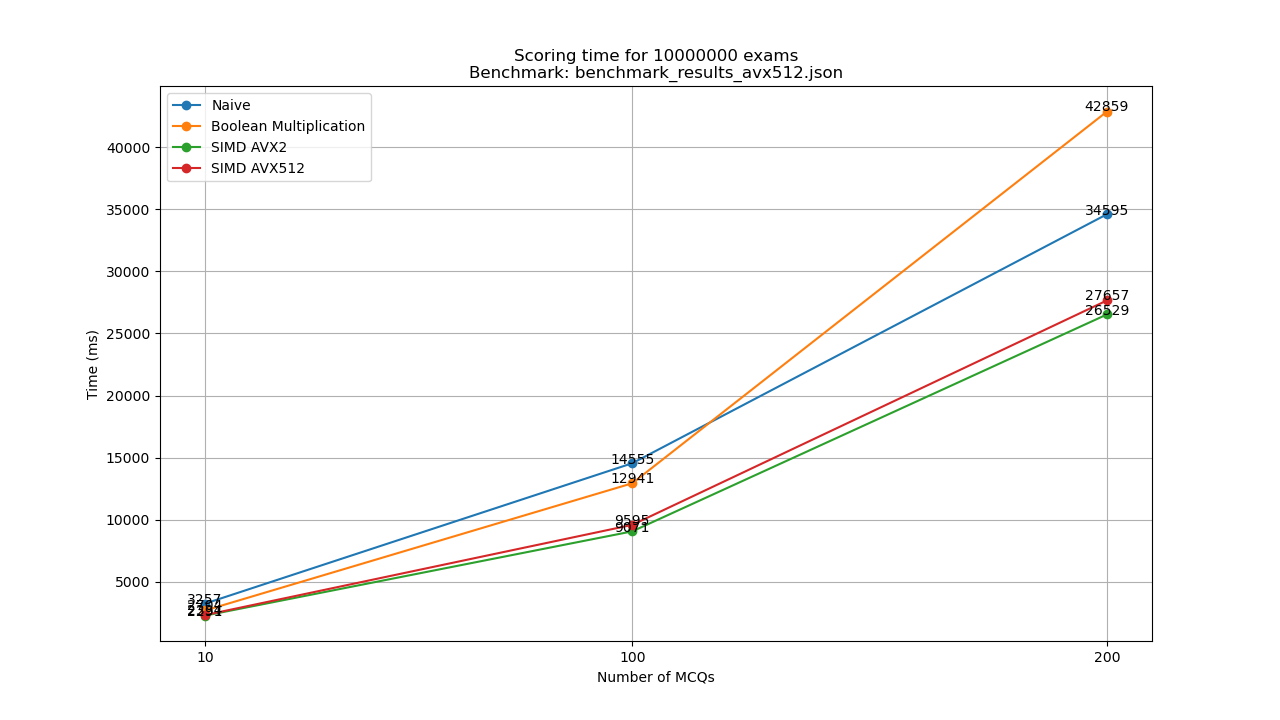 Scoring time for 10000000 exams
Benchmark: benchmark_results_avx512.json
Naive
Boolean Multiplication
SIMD AVX2
SIMD AVX512
42859
34595
27657
26529
14555
12941
9595
9071
3257
40000
35000
30000
25000
20000
15000
10000
5000
Time (ms)
10
100
200
Number of MCQs